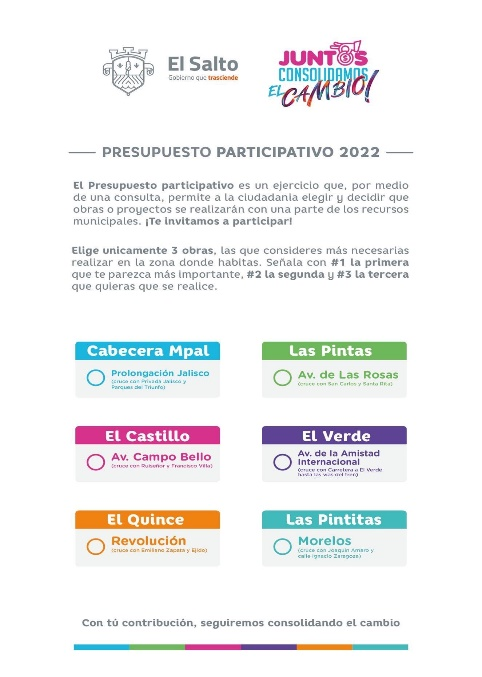 El Salto
Gobierno que trasciende
JUNTOS
CONSOLIDAMOS
EL CAMBIO!
PRESUPUESTO PARTICIPATIVO 2022
El Presupuesto participativo es un ejercicio que, por medio
de una consulta, permite a la ciudadania elegir y decidir que
obras o proyectos se realizarán con una parte de los recursos
municipales. ¡Te invitamos a participar!
Elige unicamente 3 obras, las que consideres más necesarias
realizar en la zona donde habitas. Señala con #1 la primera
que te parezca más importante, #2 la segunda y #3 la tercera
que quieras que se realice.
Cabecera Mpal
Prolongación Jalisco
(cruce con Privada Jalisco y
Parques del Triunfo)
Las Pintas
Av. de Las Rosas
(cruce con San Carlos y Santa Rita)
El Castillo
Av. Campo Bello
(cruce con Ruiseñor y Francisco Villa)
El Verde
Av. de la Amistad
Internacional
(cruce con Carretera a El Verde
hasta las vías del tren)
El Quince
Revolución
(cruce con Emiliano Zapata y Ejido)
Las Pintitas
Morelos
(cruce con Joaquín Amaro y
calle Ignacio Zaragoza)
Con tú contribución, seguiremos consolidando el cambio